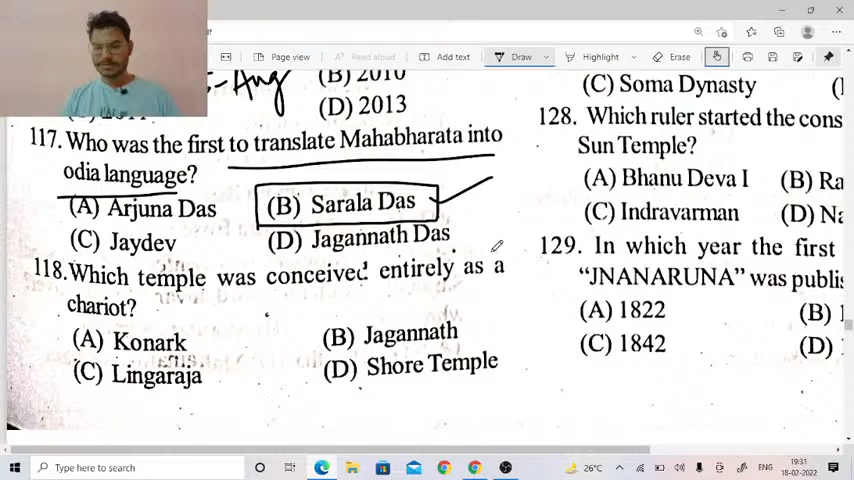 df
Page view
Read aloud
Add text
Draw
Highlight
Erase
(B) 2010
(D) 2013
117. Who was the first to translate Mahabharata into
odia language?
(A) Arjuna Das
(B) Sarala Das
(C) Jaydev
(D) Jagannath Das
118. Which temple was conceived entirely as a
chariot?
(A) Konark
(B) Jagannath
(C) Lingaraja
(D) Shore Temple
(C) Soma Dynasty
128. Which ruler started the cons
Sun Temple?
(A) Bhanu Deva I
(B) Ra
(C) Indravarman
(D) Na
129. In which year the first
"JNANARUNA" was publis
(A) 1822
(B)
(C) 1842
(D)
Type here to search
26°C
ENG
19:31
18-02-2022